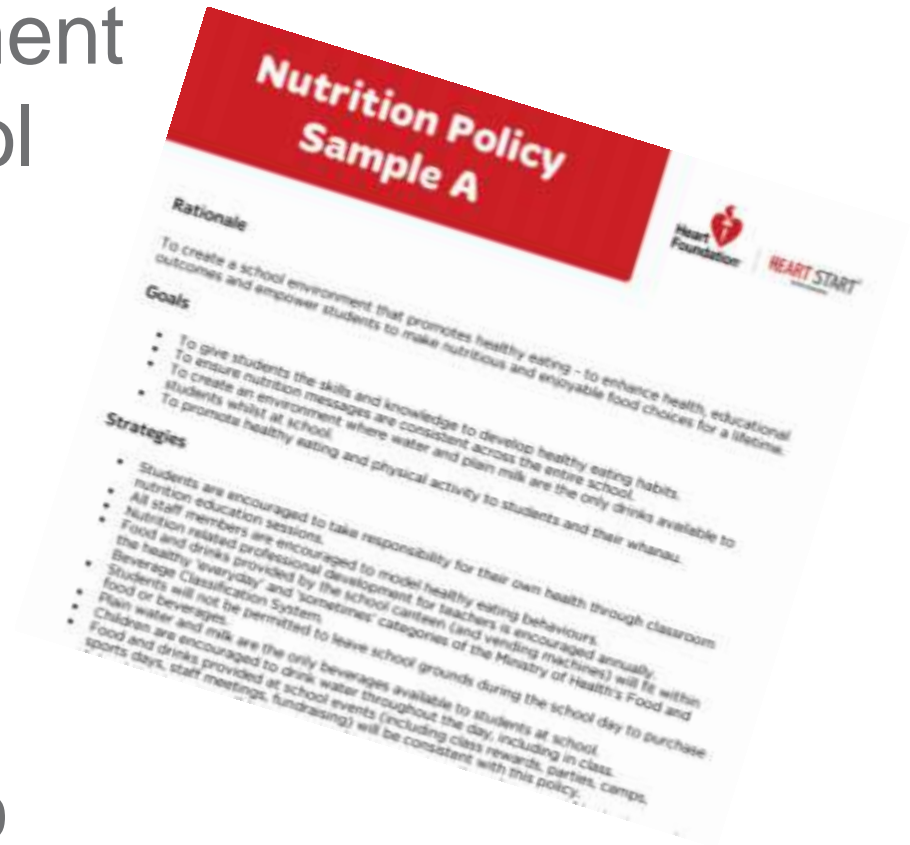 ment
ol
Nutrition Policy
Sample A
Heart
Foundation
HEART START
Rationale
To create a school environment that promotes healthy eating – to enhance health, educational
outcomes and empower students to make nutritious and enjoyable food choices for a lifetime.
Goals
• To give students the skills and knowledge to develop healthy eating habits.
• To ensure nutrition messages are consistent across the entire school.
• To create an environment where water and plain milk are the only drinks available to
students whilst at school.
• To promote healthy eating and physical activity to students and their whanau.
Strategies
• Students are encouraged to take responsibility for their own health through classroom
nutrition education sessions.
• All staff members are encouraged to model healthy eating behaviours.
• Nutrition related professional development for teachers is encouraged annually.
• Food and drinks provided by the school canteen (and vending machines) will fit within
the healthy 'everyday' and 'sometimes' categories of the Ministry of Health's Food and
Beverage Classification System.
• Students will not be permitted to leave school grounds during the school day to purchase
food or beverages.
• Plain water and milk are the only beverages available to students at school.
• Children are encouraged to drink water throughout the day, including in class.
• Food and drinks provided at school events (including class rewards, parties, camps,
sports days, staff meetings, fundraising) will be consistent with this policy.